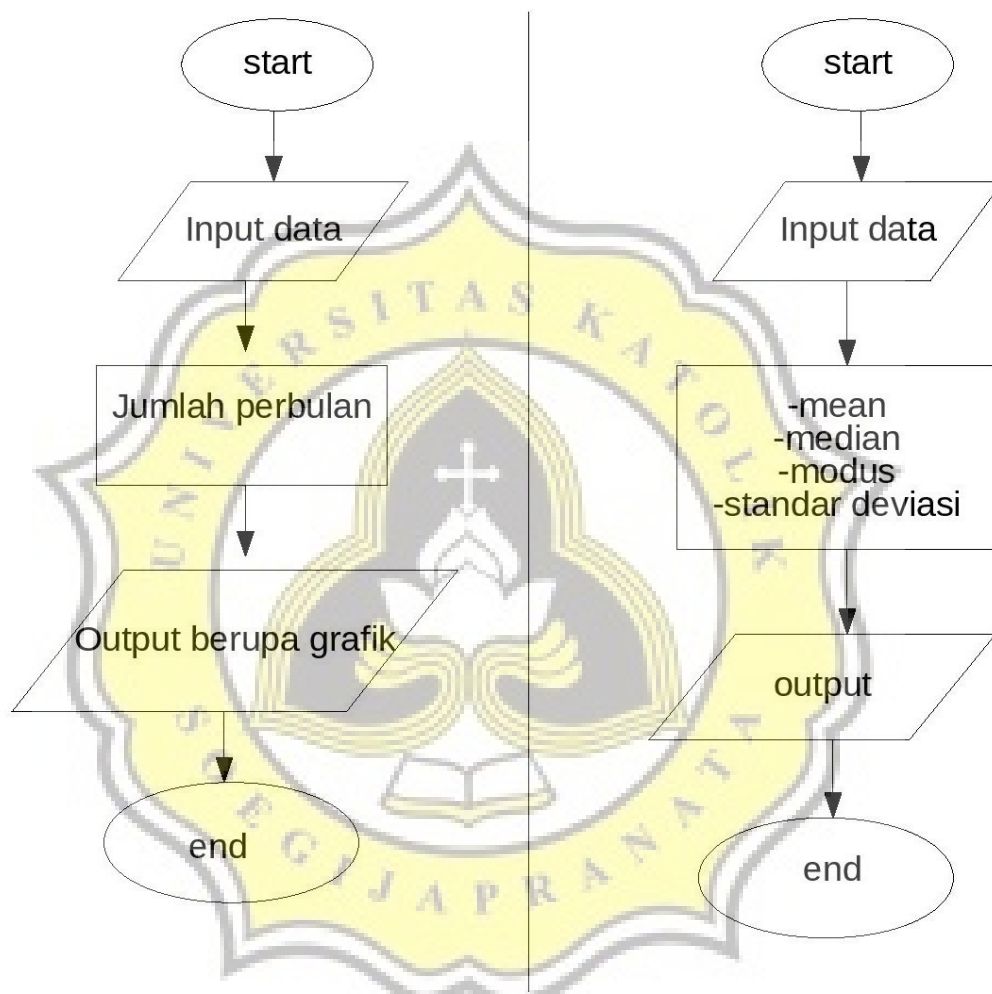 start
Input data
Jumlah perbulan
Output berupa grafik
end
start
Input data
-mean
-median
-modus
-standar deviasi
output
end
UNIVERSITAS KATOLIK
SOEGIJAPRANATA